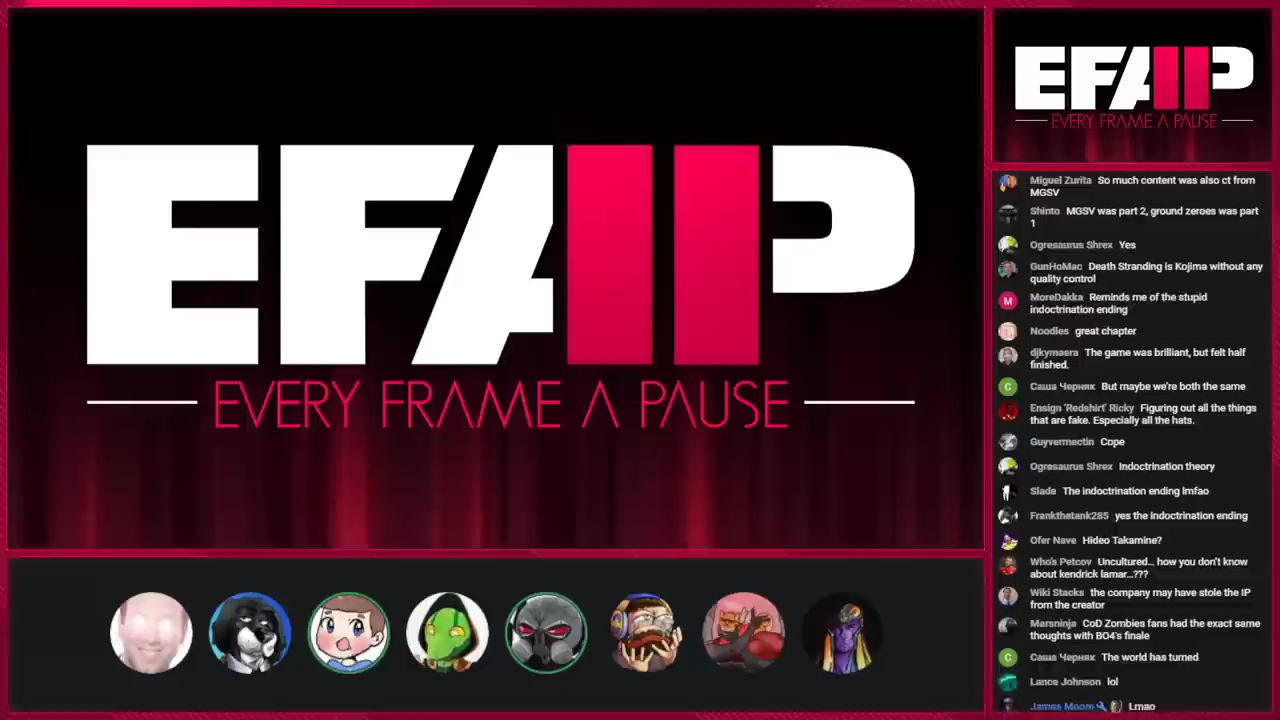 EFAP
EVERY FRAME A PAUSE
EFAP
EVERY FRAME A PAUSE
Miguel Zurita So much content was also ct from
MGSV
Shinto MGSV was part 2, ground zeroes was part
1
Ogresaurus Shrex Yes
GunHoMac Death Stranding is Kojima without any
quality control
M
MoreDakka Reminds me of the stupid
indoctrination ending
Noodles great chapter
djkymaera The game was brilliant, but felt half
finished.
С
Саша Черняк But maybe we're both the same
Ensign 'Redshirt' Ricky Figuring out all the things
that are fake. Especially all the hats.
Guyvermectin Cope
Ogresaurus Shrex Indoctrination theory
Slade The indoctrination ending lmfao
Frankthetank285 yes the indoctrination ending
Ofer Nave Hideo Takamine?
Who's Petcov Uncultured... how you don't know
about kendrick lamar...???
Wiki Stacks the company may have stole the IP
from the creator
Marsninja CoD Zombies fans had the exact same
thoughts with BO4's finale
С
Саша Черняк The world has turned
Lance Johnson lol
James Moore Lmao